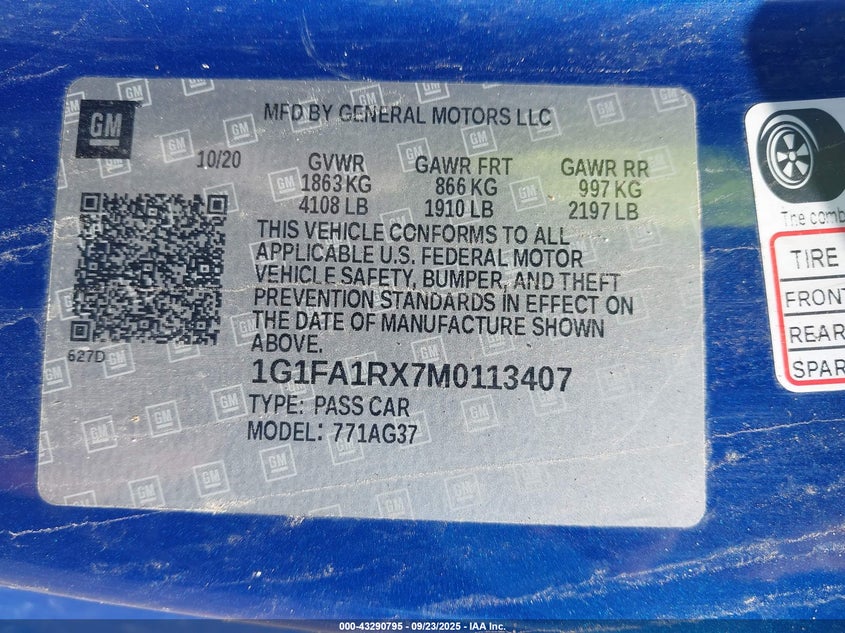 GM
MFD BY GENERAL MOTORS LLC
10/20 GVWR GAWR FRT GAWR RR
1863 KG 866 KG 997 KG
4108 LB 1910 LB 2197 LB
THIS VEHICLE CONFORMS TO ALL
APPLICABLE U.S. FEDERAL MOTOR
VEHICLE SAFETY, BUMPER, AND THEFT
PREVENTION STANDARDS IN EFFECT ON
THE DATE OF MANUFACTURE SHOWN
ABOVE.
627D
1G1FA1RX7M0113407
TYPE: PASS CAR
MODEL: 771AG37
The comb
TIRE
FRONT
REAR
SPAR
000-43290795 - 09/23/2025 - IAA Inc.